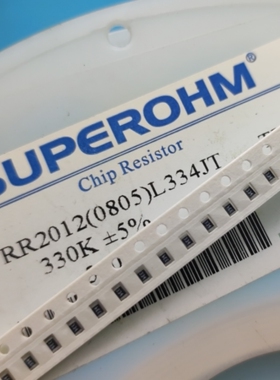 SUPEROHM®
Chip Resistor
RR2012(0805)L334JT
330K ±5%